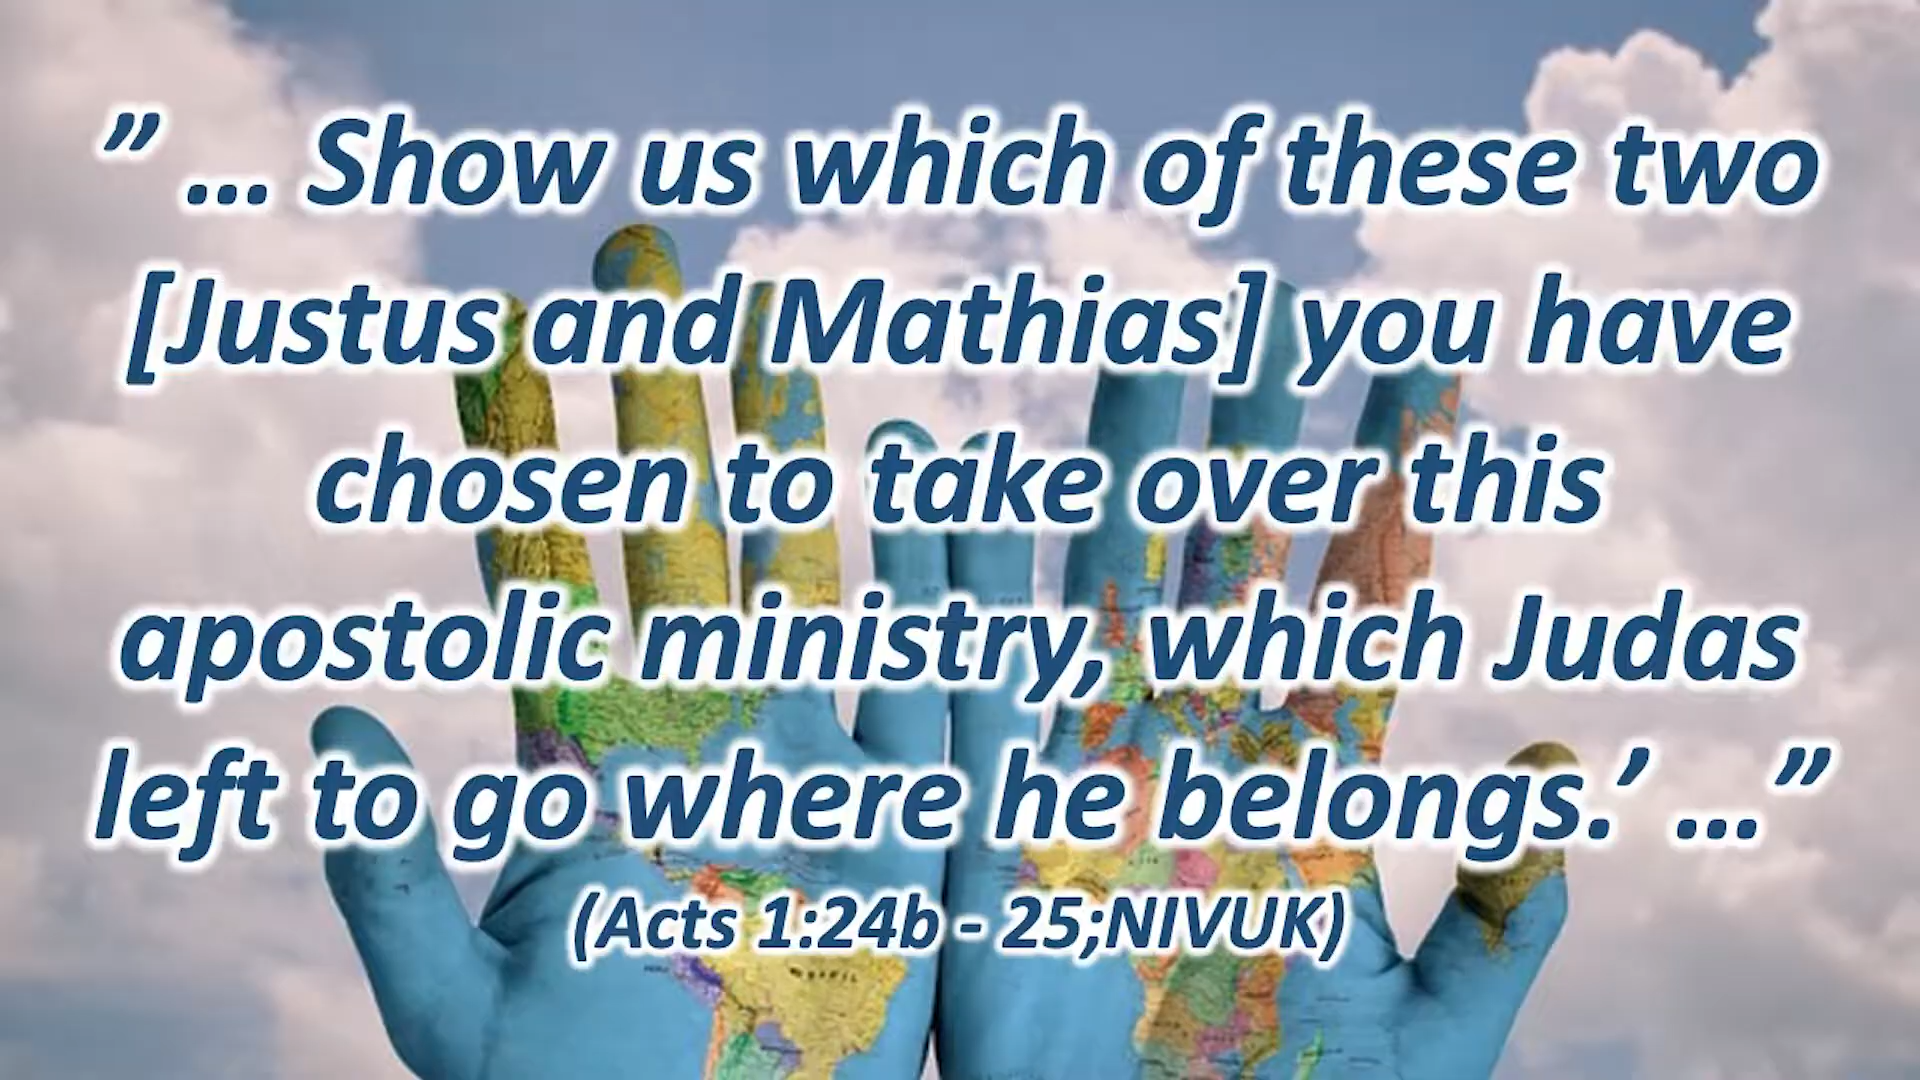 ” ... Show us which of these two
[Justus and Mathias] you have
chosen to take over this
apostolic ministry, which Judas
left to go where he belongs.’ ...”
(Acts 1:24b - 25;NIVUK)
BRASIL